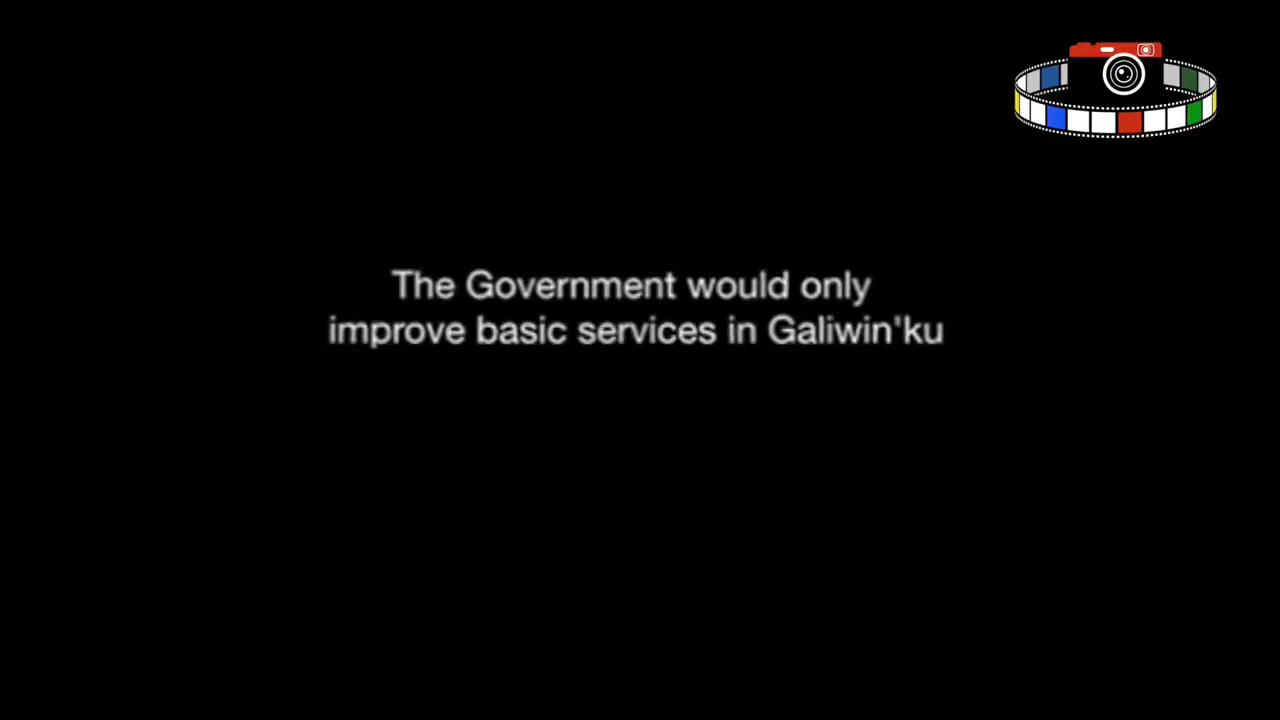 The Government would only
improve basic services in Galiwin'ku